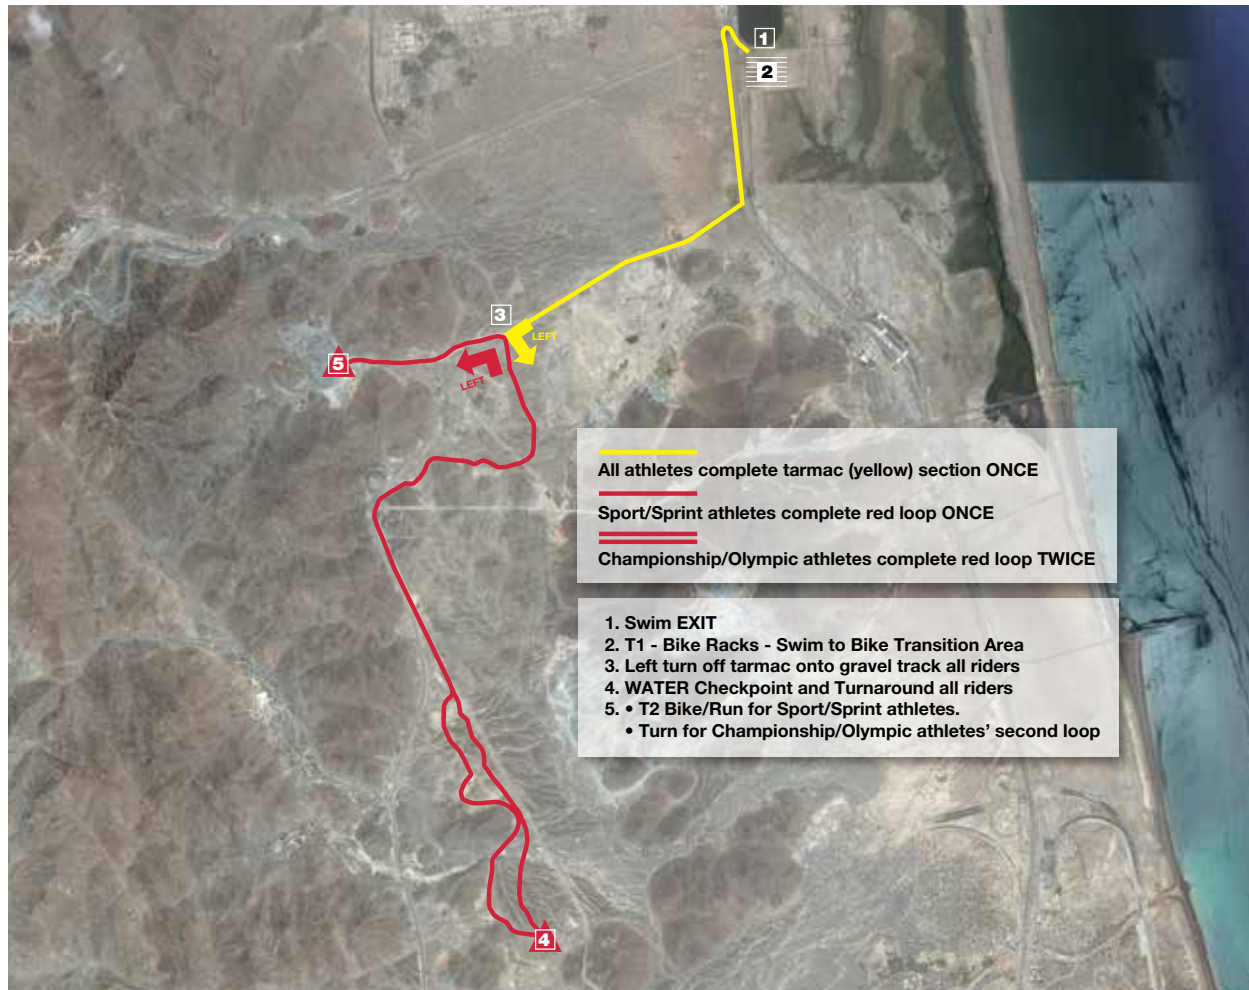 1
2
3
LEFT
5
LEFT
All athletes complete tarmac (yellow) section ONCE
Sport/Sprint athletes complete red loop ONCE
Championship/Olympic athletes complete red loop TWICE
1. Swim EXIT
2. T1 - Bike Racks - Swim to Bike Transition Area
3. Left turn off tarmac onto gravel track all riders
4. WATER Checkpoint and Turnaround all riders
5. • T2 Bike/Run for Sport/Sprint athletes.
• Turn for Championship/Olympic athletes’ second loop
4